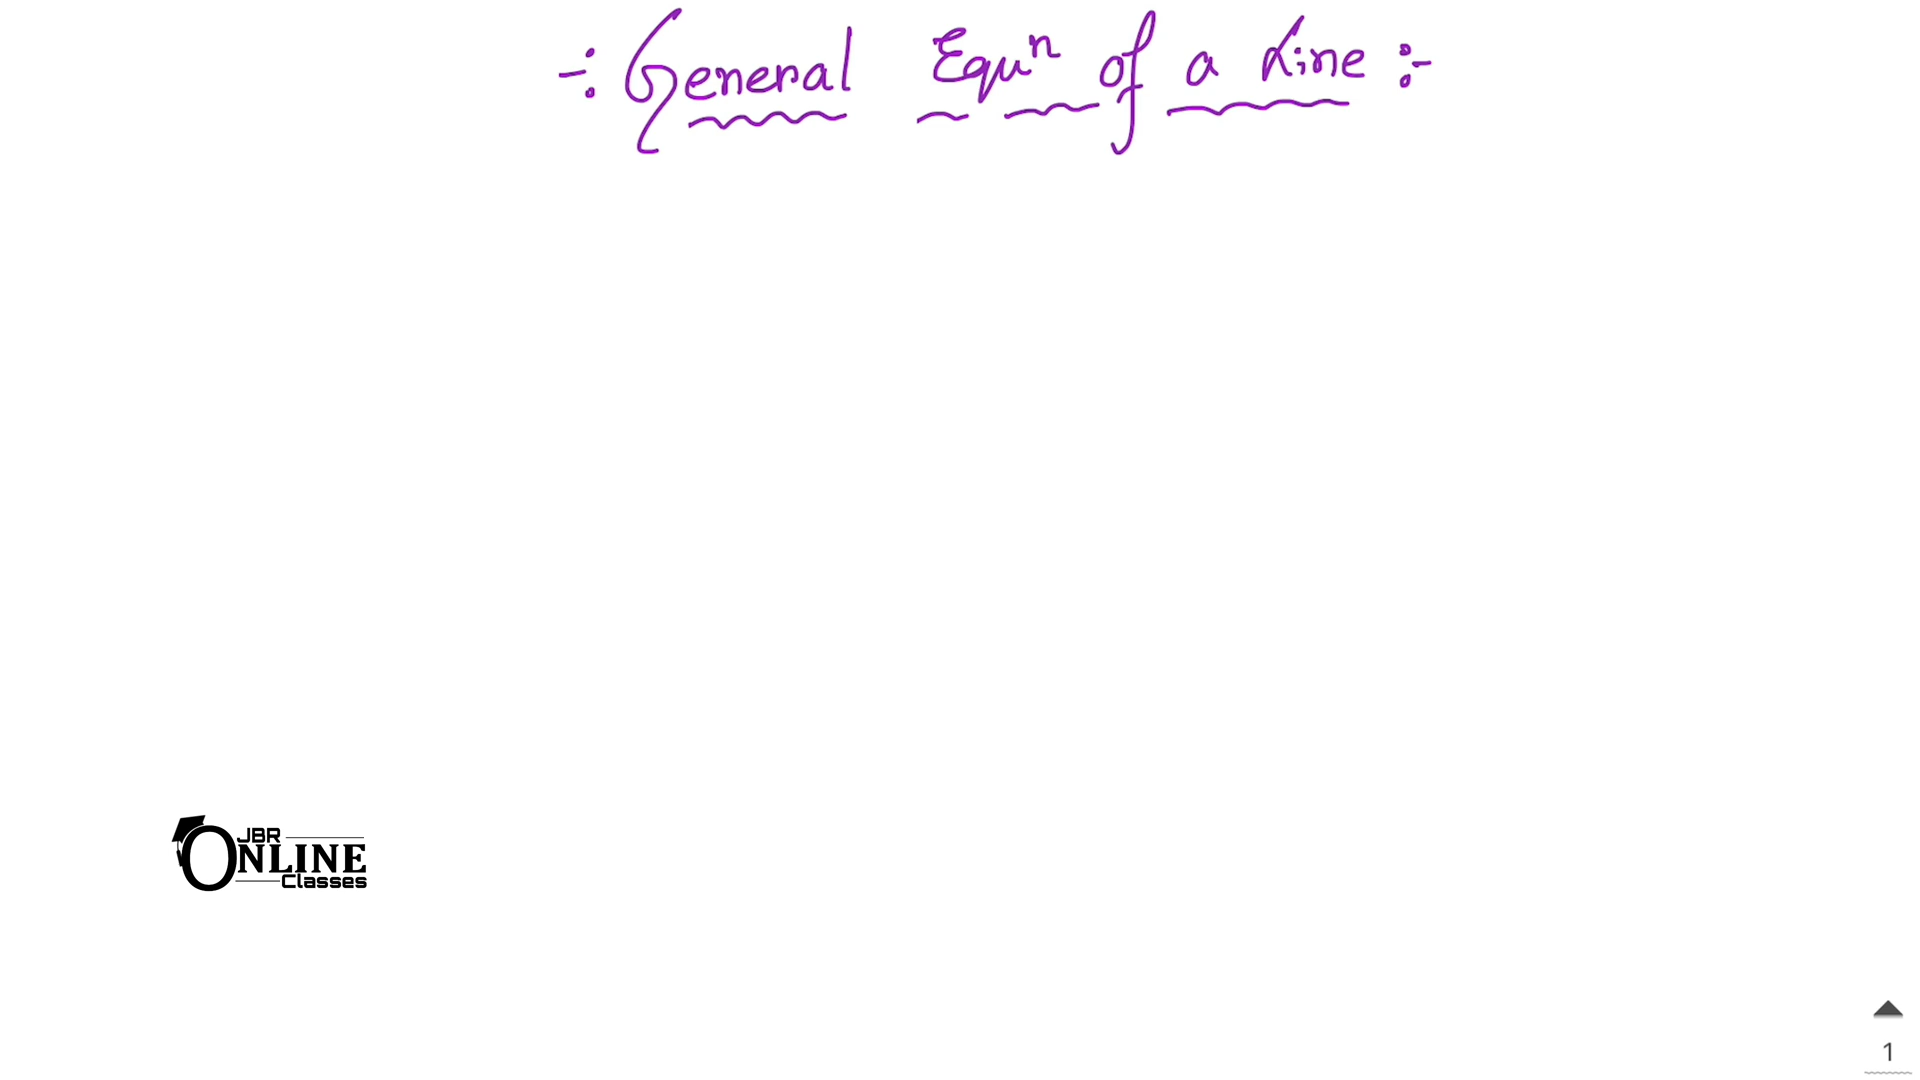 -: General Equⁿ of a Line :-
JBR
ONLINE
Classes
1